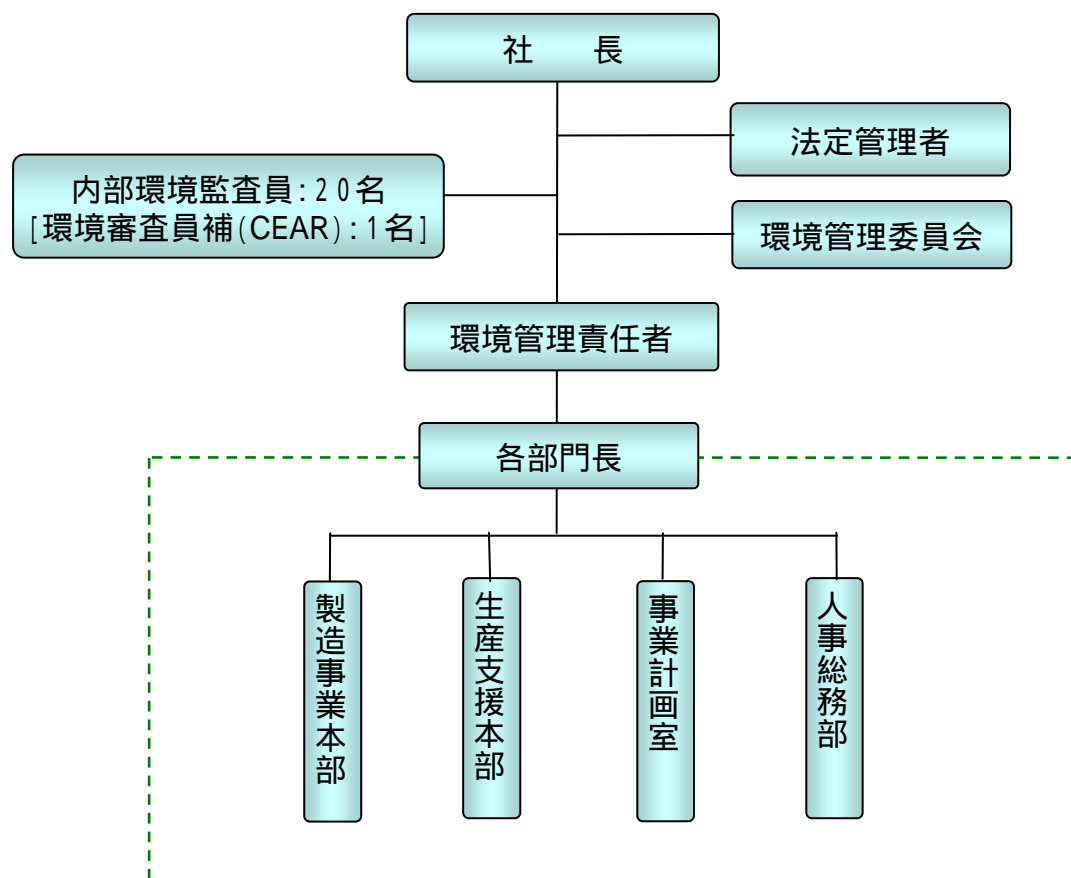 社　　長
法定管理者
内部環境監査員:20名
[環境審査員補(CEAR):1名]
環境管理委員会
環境管理責任者
各部門長
製造事業本部
生産支援本部
事業計画室
人事総務部